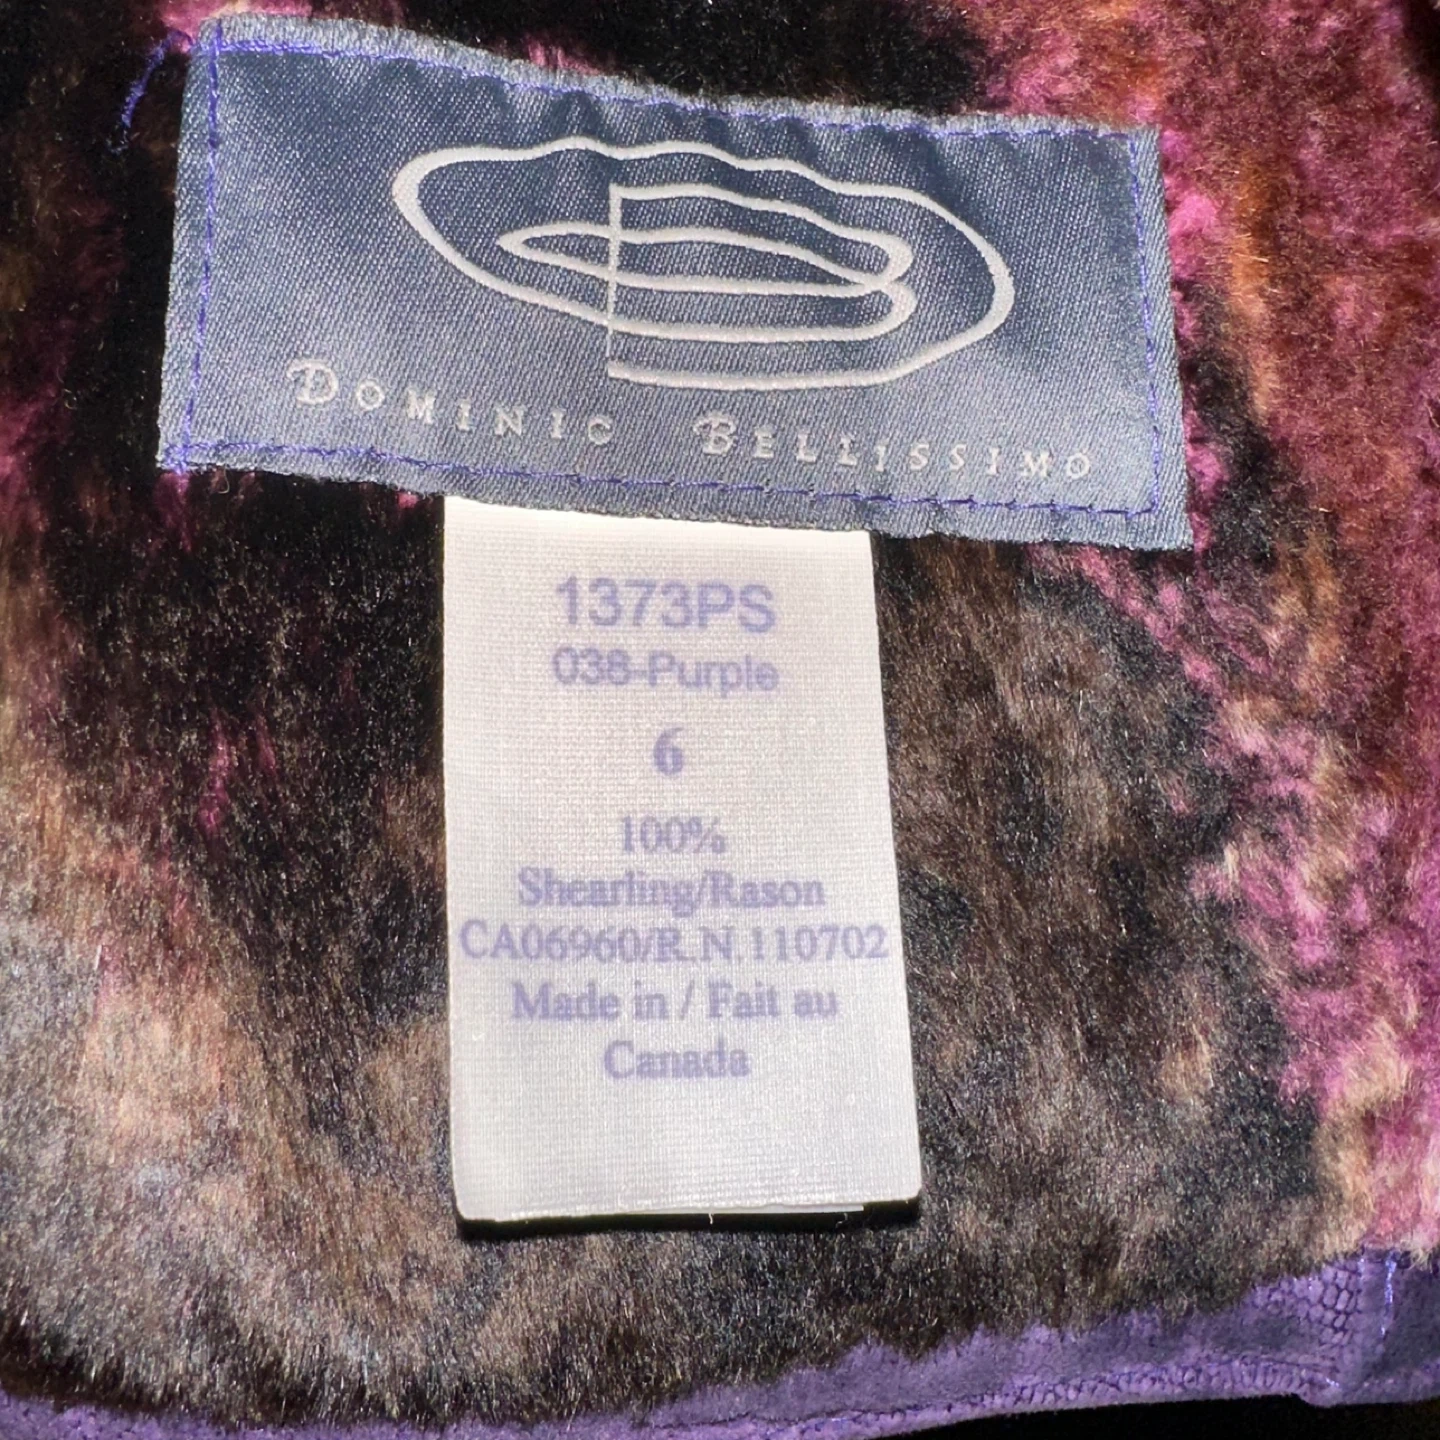 DOMINIC BELLISSIMO
1373PS
038-Purple
6
100%
Shearling/Rason
CA06960/R.N.110702
Made in / Fait au
Canada